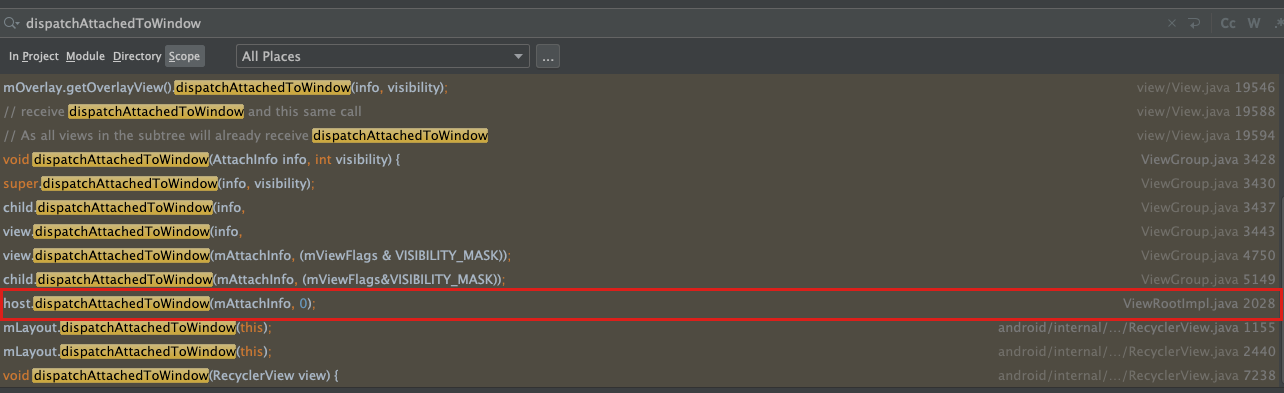 dispatchAttachedToWindow Cc W
In Project Module Directory Scope All Places ...
mOverlay.getOverlayView().dispatchAttachedToWindow(info, visibility); view/View.java 19546
// receive dispatchAttachedToWindow and this same call view/View.java 19588
// As all views in the subtree will already receive dispatchAttachedToWindow view/View.java 19594
void dispatchAttachedToWindow(AttachInfo info, int visibility) { ViewGroup.java 3428
super.dispatchAttachedToWindow(info, visibility); ViewGroup.java 3430
child.dispatchAttachedToWindow(info, ViewGroup.java 3437
view.dispatchAttachedToWindow(info, ViewGroup.java 3443
view.dispatchAttachedToWindow(mAttachInfo, (mViewFlags & VISIBILITY_MASK)); ViewGroup.java 4750
child.dispatchAttachedToWindow(mAttachInfo, (mViewFlags&VISIBILITY_MASK)); ViewGroup.java 5149
host.dispatchAttachedToWindow(mAttachInfo, 0); ViewRootImpl.java 2028
mLayout.dispatchAttachedToWindow(this); android/internal/.../RecyclerView.java 1155
mLayout.dispatchAttachedToWindow(this); android/internal/.../RecyclerView.java 2440
void dispatchAttachedToWindow(RecyclerView view) { android/internal/.../RecyclerView.java 7238